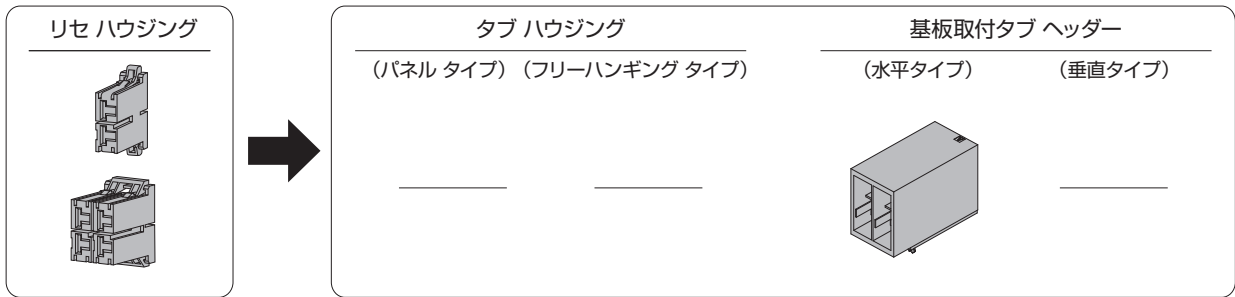 リセ ハウジング
タブ ハウジング
基板取付タブ ヘッダー
（パネル タイプ）（フリーハンギング タイプ）
（水平タイプ）
（垂直タイプ）